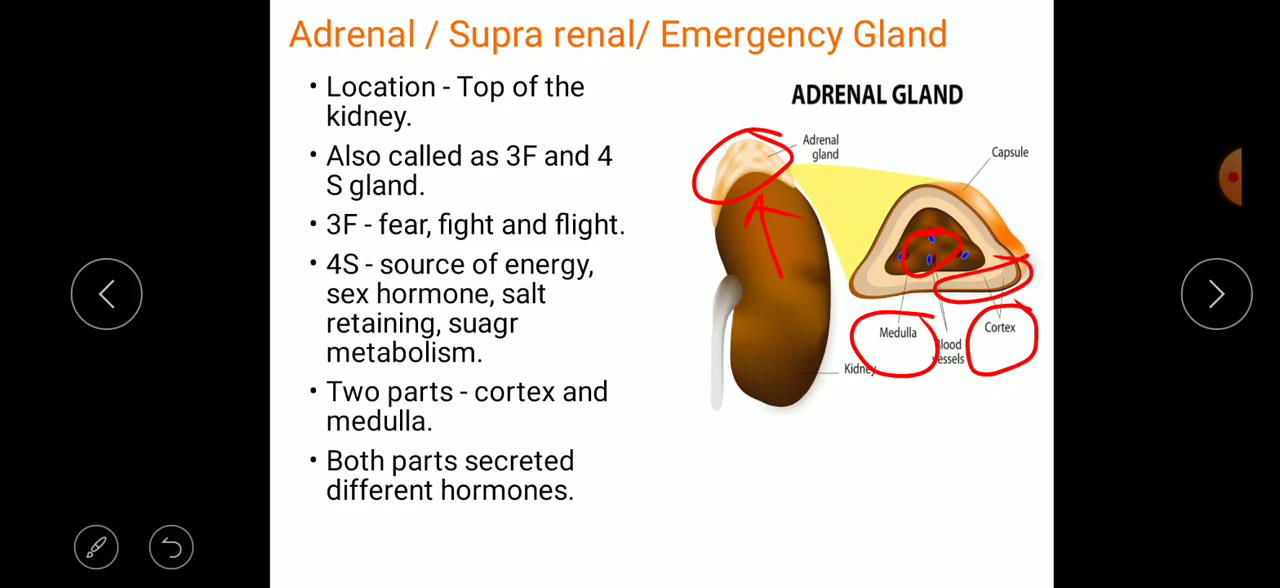 Adrenal / Supra renal/ Emergency Gland
• Location - Top of the
kidney.
• Also called as 3F and 4
S gland.
• 3F - fear, fight and flight.
• 4S - source of energy,
sex hormone, salt
retaining, suagr
metabolism.
• Two parts - cortex and
medulla.
• Both parts secreted
different hormones.
ADRENAL GLAND
Adrenal
gland
Capsule
Medulla
Blood
vessels
Cortex
Kidney